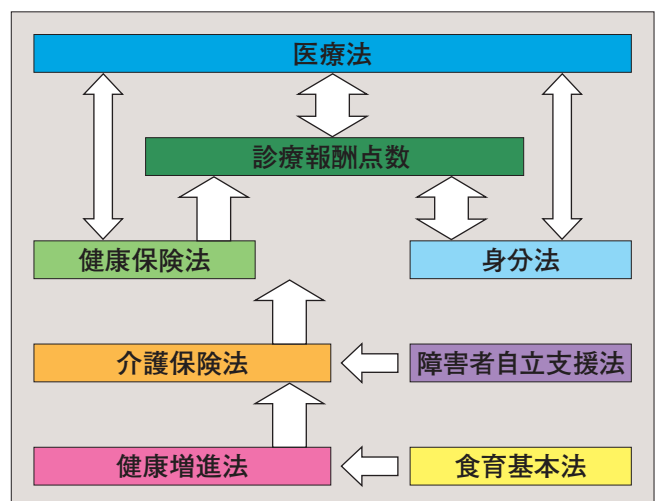 医療法
診療報酬点数
健康保険法
身分法
介護保険法
障害者自立支援法
健康増進法
食育基本法